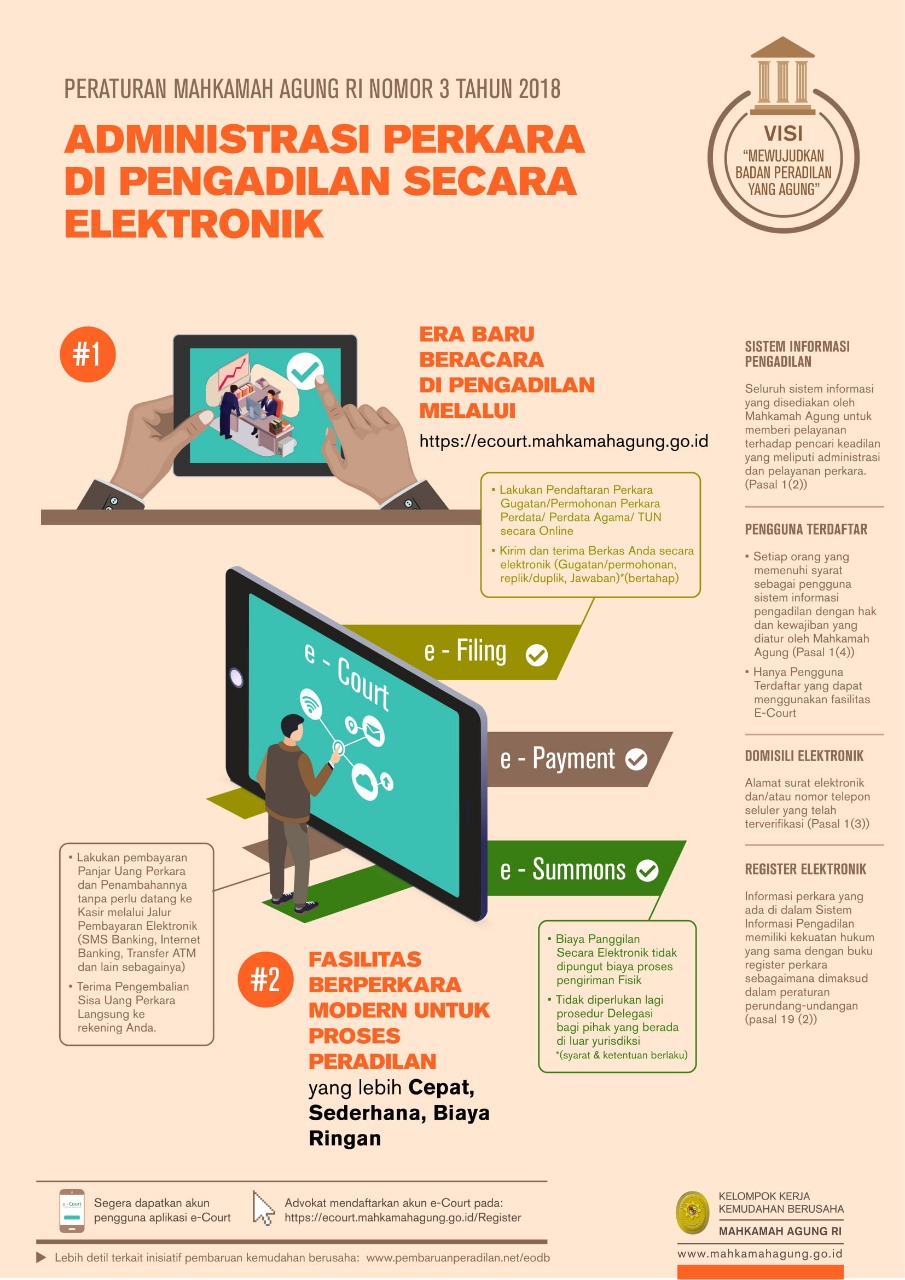 PERATURAN MAHKAMAH AGUNG RI NOMOR 3 TAHUN 2018
ADMINISTRASI PERKARA
DI PENGADILAN SECARA
ELEKTRONIK
VISI
“MEWUJUDKAN
BADAN PERADILAN
YANG AGUNG”
#1
ERA BARU
BERACARA
DI PENGADILAN
MELALUI
https://ecourt.mahkamahagung.go.id
• Lakukan Pendaftaran Perkara
Gugatan/Permohonan Perkara
Perdata/ Perdata Agama/ TUN
secara Online
• Kirim dan terima Berkas Anda secara
elektronik (Gugatan/permohonan,
replik/duplik, Jawaban)*(bertahap)
e - Court
e - Filing
e - Payment
e - Summons
• Lakukan pembayaran
Panjar Uang Perkara
dan Penambahannya
tanpa perlu datang ke
Kasir melalui Jalur
Pembayaran Elektronik
(SMS Banking, Internet
Banking, Transfer ATM
dan lain sebagainya)
• Terima Pengembalian
Sisa Uang Perkara
Langsung ke
rekening Anda.
• Biaya Panggilan
Secara Elektronik tidak
dipungut biaya proses
pengiriman Fisik
• Tidak diperlukan lagi
prosedur Delegasi
bagi pihak yang berada
di luar yurisdiksi
*(syarat & ketentuan berlaku)
#2
FASILITAS
BERPERKARA
MODERN UNTUK
PROSES
PERADILAN
yang lebih Cepat,
Sederhana, Biaya
Ringan
SISTEM INFORMASI
PENGADILAN
Seluruh sistem informasi
yang disediakan oleh
Mahkamah Agung untuk
memberi pelayanan
terhadap pencari keadilan
yang meliputi administrasi
dan pelayanan perkara.
(Pasal 1(2))
PENGGUNA TERDAFTAR
• Setiap orang yang
memenuhi syarat
sebagai pengguna
sistem informasi
pengadilan dengan hak
dan kewajiban yang
diatur oleh Mahkamah
Agung (Pasal 1(4))
• Hanya Pengguna
Terdaftar yang dapat
menggunakan fasilitas
E-Court
DOMISILI ELEKTRONIK
Alamat surat elektronik
dan/atau nomor telepon
seluler yang telah
terverifikasi (Pasal 1(3))
REGISTER ELEKTRONIK
Informasi perkara yang
ada di dalam Sistem
Informasi Pengadilan
memiliki kekuatan hukum
yang sama dengan buku
register perkara
sebagaimana dimaksud
dalam peraturan
perundang-undangan
(pasal 19 (2))
e - Court
Segera dapatkan akun
pengguna aplikasi e-Court
Advokat mendaftarkan akun e-Court pada:
https://ecourt.mahkamahagung.go.id/Register
Lebih detil terkait inisiatif pembaruan kemudahan berusaha: www.pembaruanperadilan.net/eodb
KELOMPOK KERJA
KEMUDAHAN BERUSAHA
MAHKAMAH AGUNG RI
www.mahkamahagung.go.id